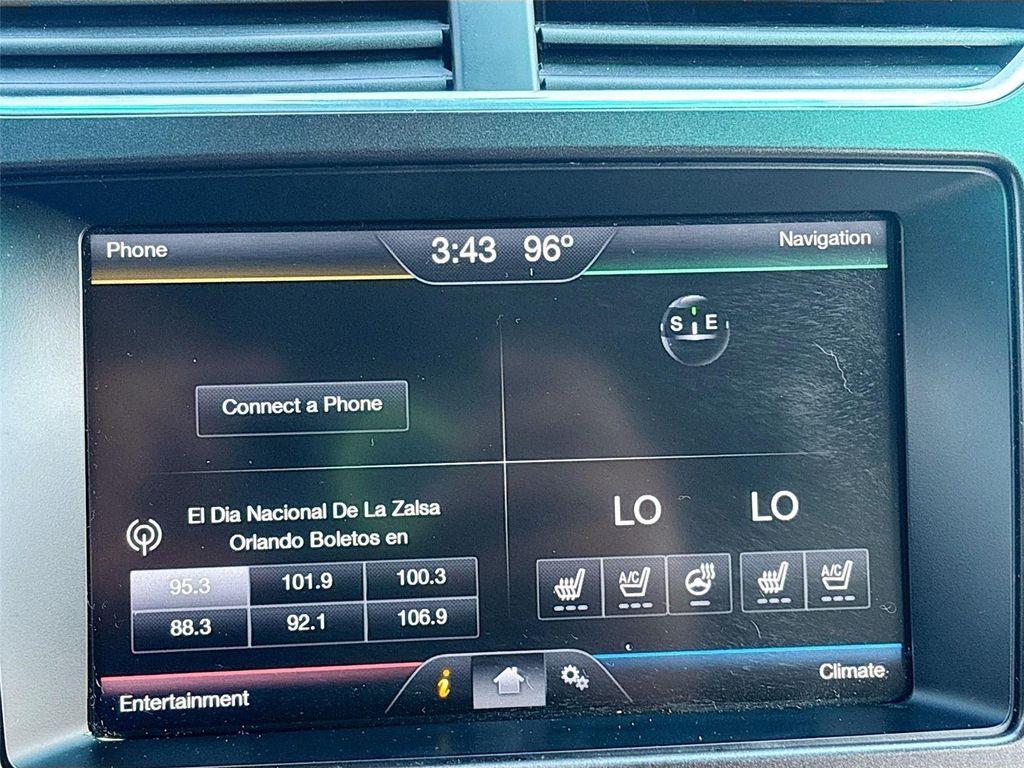 Phone
3:43 96º
Navigation
S E
Connect a Phone
El Dia Nacional De La Zalsa
Orlando Boletos en
LO LO
95.3 101.9 100.3
88.3 92.1 106.9
A/C A/C
Entertainment
i
Climate